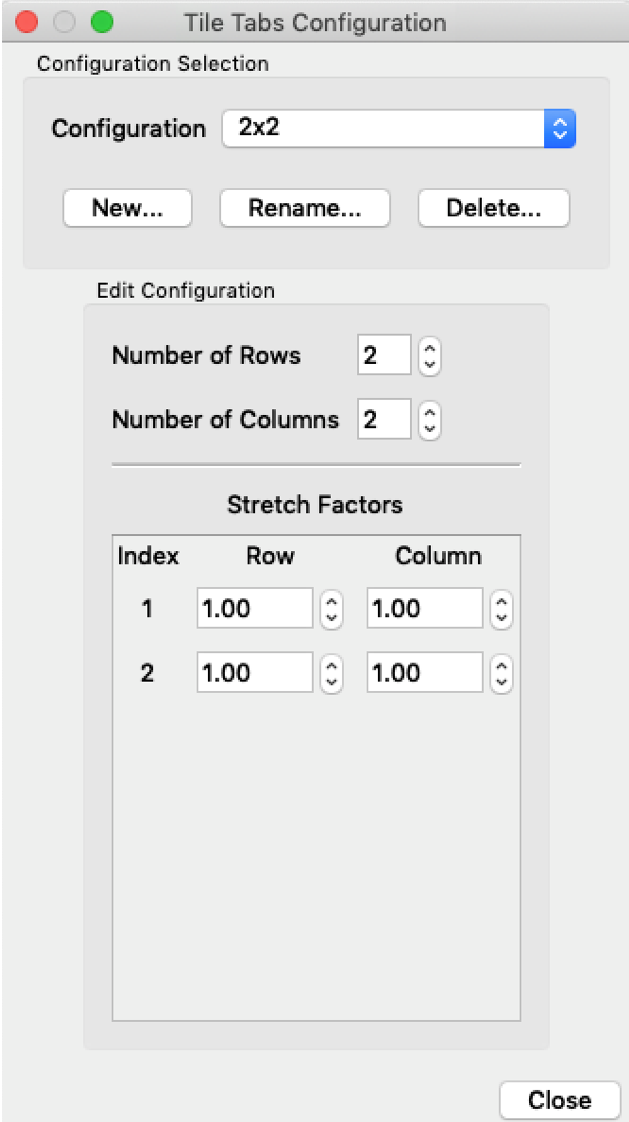 Tile Tabs Configuration
Configuration Selection
Configuration 2x2
New... Rename... Delete...
Edit Configuration
Number of Rows 2
Number of Columns 2
Stretch Factors
Index Row Column
1 1.00 1.00
2 1.00 1.00
Close